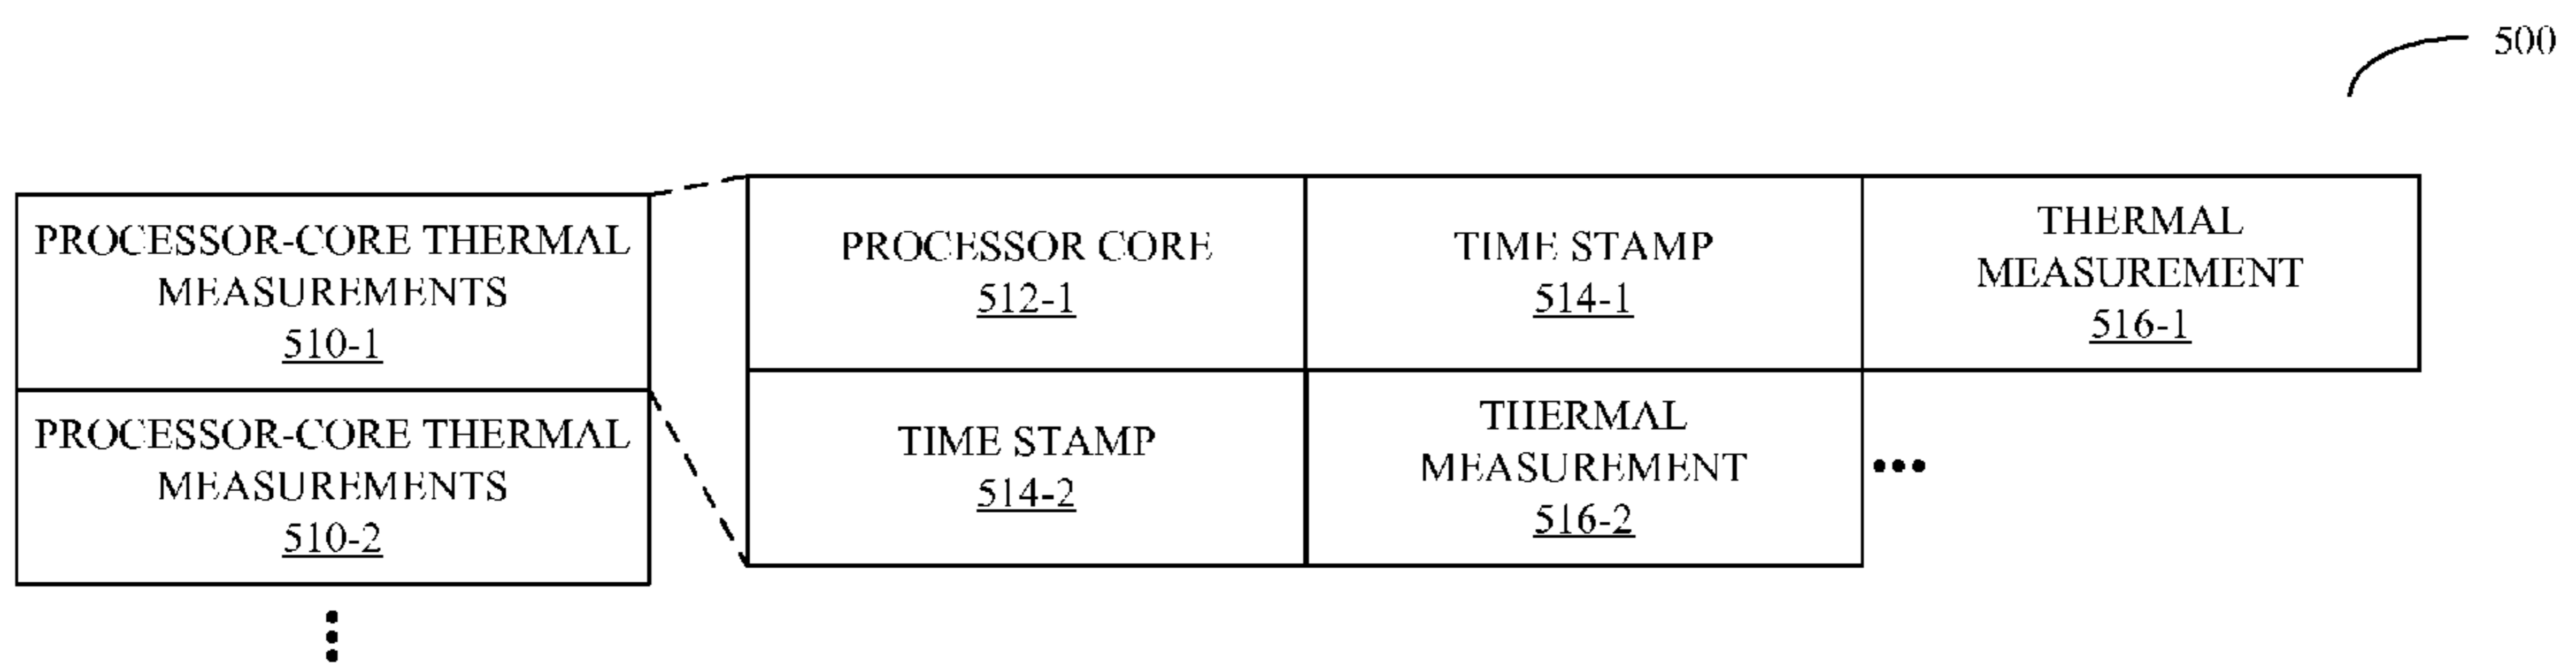 500
PROCESSOR-CORE THERMAL
MEASUREMENTS
510-1
PROCESSOR-CORE THERMAL
MEASUREMENTS
510-2
PROCESSOR CORE
512-1
TIME STAMP
514-1
THERMAL
MEASUREMENT
516-1
TIME STAMP
514-2
THERMAL
MEASUREMENT
516-2